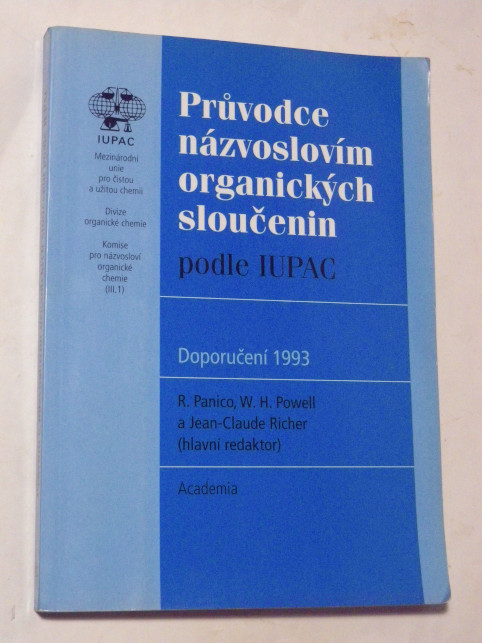 IUPAC
Mezinárodní
unie
pro čistou
a užitou chemii
Divize
organické chemie
Komise
pro názvosloví
organické
chemie
(III.1)
Průvodce
názvoslovím
organických
sloučenin
podle IUPAC
Doporučení 1993
R. Panico, W. H. Powell
a Jean-Claude Richer
(hlavní redaktor)
Academia